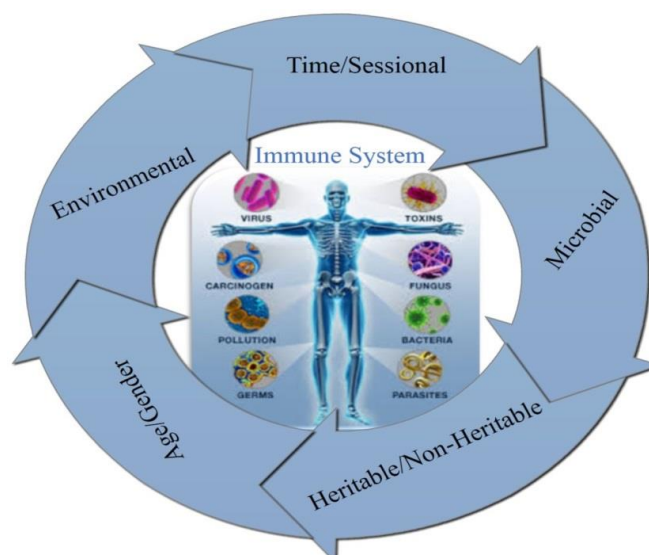 Time/Sessional
Microbial
Heritable/Non-Heritable
Age/Gender
Environmental
Immune System
VIRUS
TOXINS
CARCINOGEN
FUNGUS
POLLUTION
BACTERIA
GERMS
PARASITES